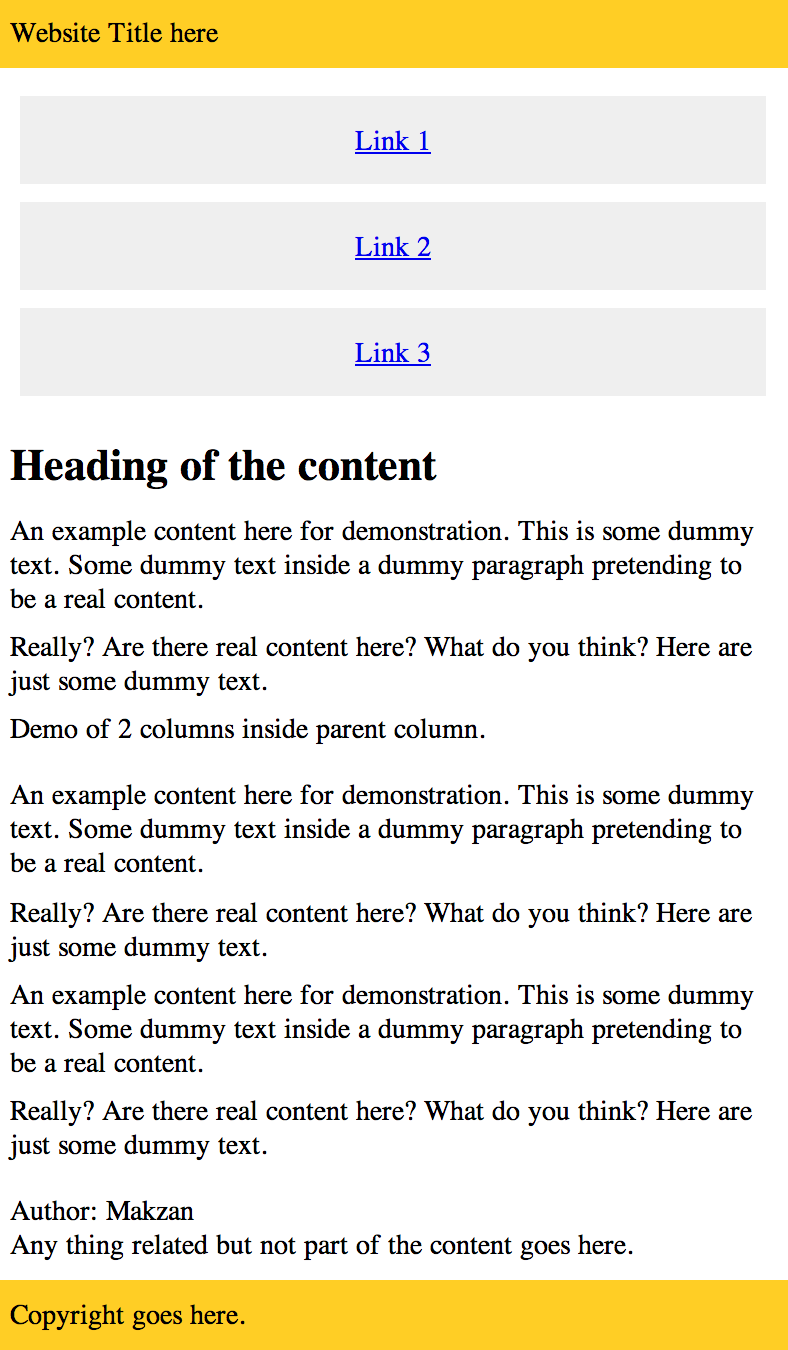 Website Title here
Link 1
Link 2
Link 3
Heading of the content
An example content here for demonstration. This is some dummy
text. Some dummy text inside a dummy paragraph pretending to
be a real content.
Really? Are there real content here? What do you think? Here are
just some dummy text.
Demo of 2 columns inside parent column.
An example content here for demonstration. This is some dummy
text. Some dummy text inside a dummy paragraph pretending to
be a real content.
Really? Are there real content here? What do you think? Here are
just some dummy text.
An example content here for demonstration. This is some dummy
text. Some dummy text inside a dummy paragraph pretending to
be a real content.
Really? Are there real content here? What do you think? Here are
just some dummy text.
Author: Makzan
Any thing related but not part of the content goes here.
Copyright goes here.